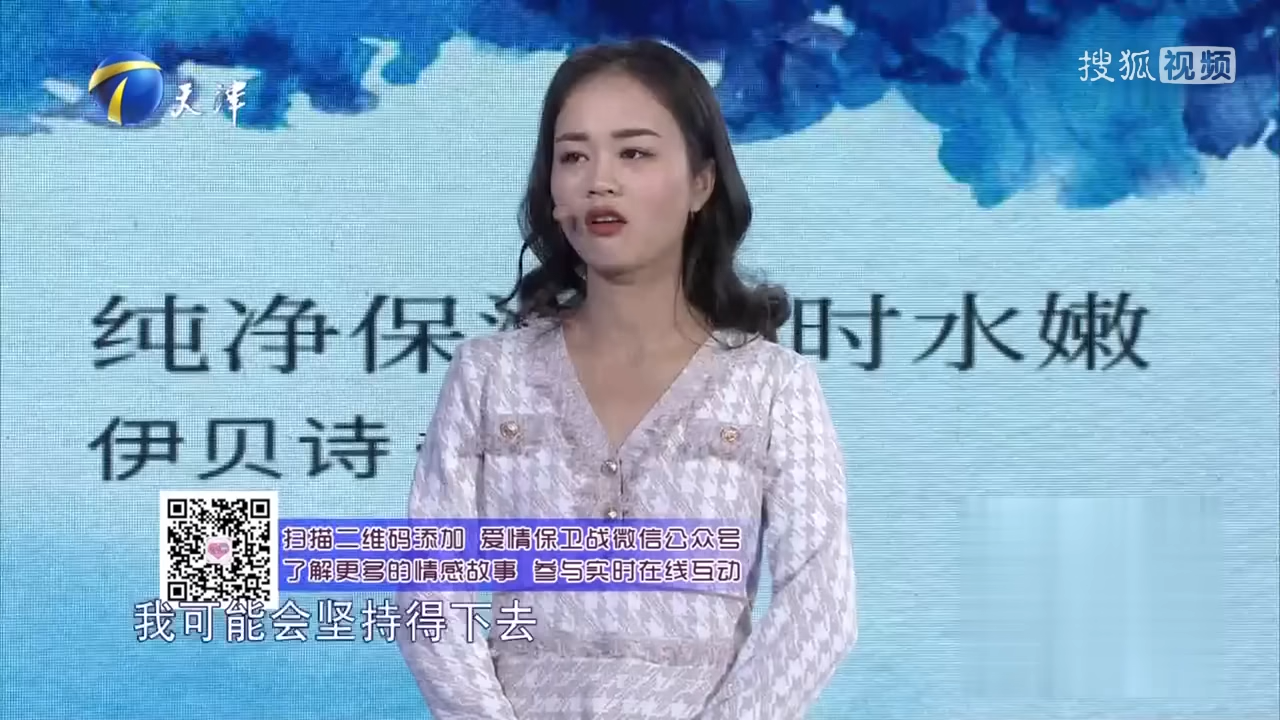 天津
搜狐视频
纯净保
时水嫩
伊贝诗
扫描二维码添加 爱情保卫战微信公众号
了解更多的情感故事 参与实时在线互动
我可能会坚持得下去